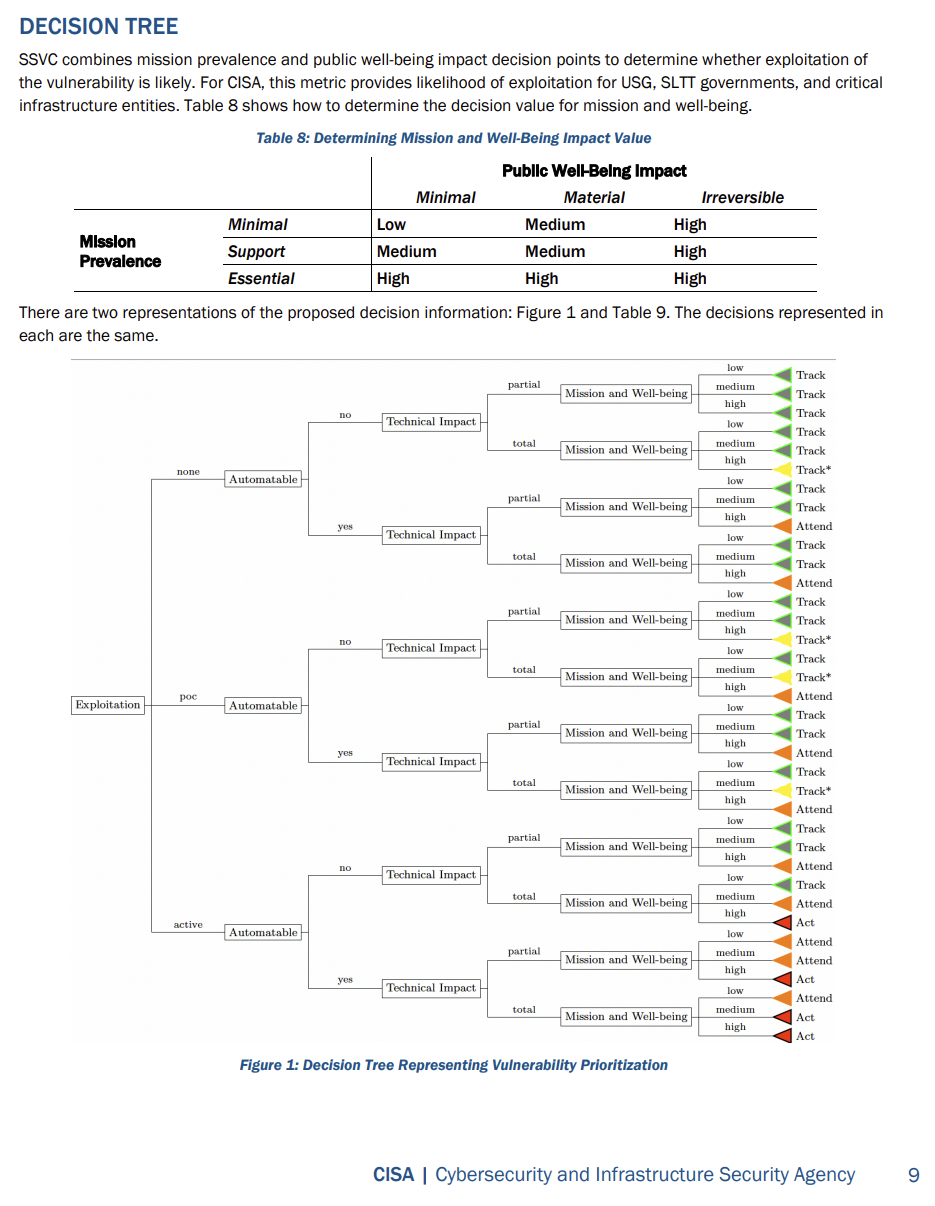 DECISION TREE
SSVC combines mission prevalence and public well-being impact decision points to determine whether exploitation of
the vulnerability is likely. For CISA, this metric provides likelihood of exploitation for USG, SLTT governments, and critical
infrastructure entities. Table 8 shows how to determine the decision value for mission and well-being.
Table 8: Determining Mission and Well-Being Impact Value
Public Well-Being Impact
Minimal Material Irreversible
Mission Prevalence
Minimal Low Medium High
Support Medium Medium High
Essential High High High
There are two representations of the proposed decision information: Figure 1 and Table 9. The decisions represented in
each are the same.
Exploitation
none
Automatable
no
Technical Impact
partial
Mission and Well-being
low Track
medium Track
high Track
total
Mission and Well-being
low Track
medium Track
high Track*
yes
Technical Impact
partial
Mission and Well-being
low Track
medium Track
high Attend
total
Mission and Well-being
low Track
medium Track
high Attend
poc
Automatable
no
Technical Impact
partial
Mission and Well-being
low Track
medium Track
high Track*
total
Mission and Well-being
low Track
medium Track*
high Attend
yes
Technical Impact
partial
Mission and Well-being
low Track
medium Track
high Attend
total
Mission and Well-being
low Track
medium Track*
high Attend
active
Automatable
no
Technical Impact
partial
Mission and Well-being
low Track
medium Track
high Attend
total
Mission and Well-being
low Track
medium Attend
high Act
yes
Technical Impact
partial
Mission and Well-being
low Attend
medium Attend
high Act
total
Mission and Well-being
low Attend
medium Act
high Act
Figure 1: Decision Tree Representing Vulnerability Prioritization
CISA | Cybersecurity and Infrastructure Security Agency 9